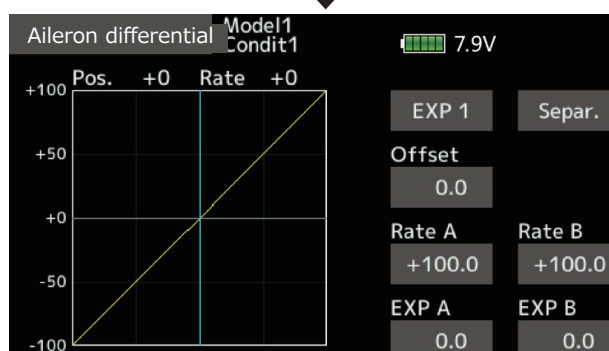 Aileron differential
Model1
Condit1
7.9V
Pos. +0 Rate +0
+100
+50
+0
-50
-100
EXP 1 Separ.
Offset
0.0
Rate A Rate B
+100.0 +100.0
EXP A EXP B
0.0 0.0